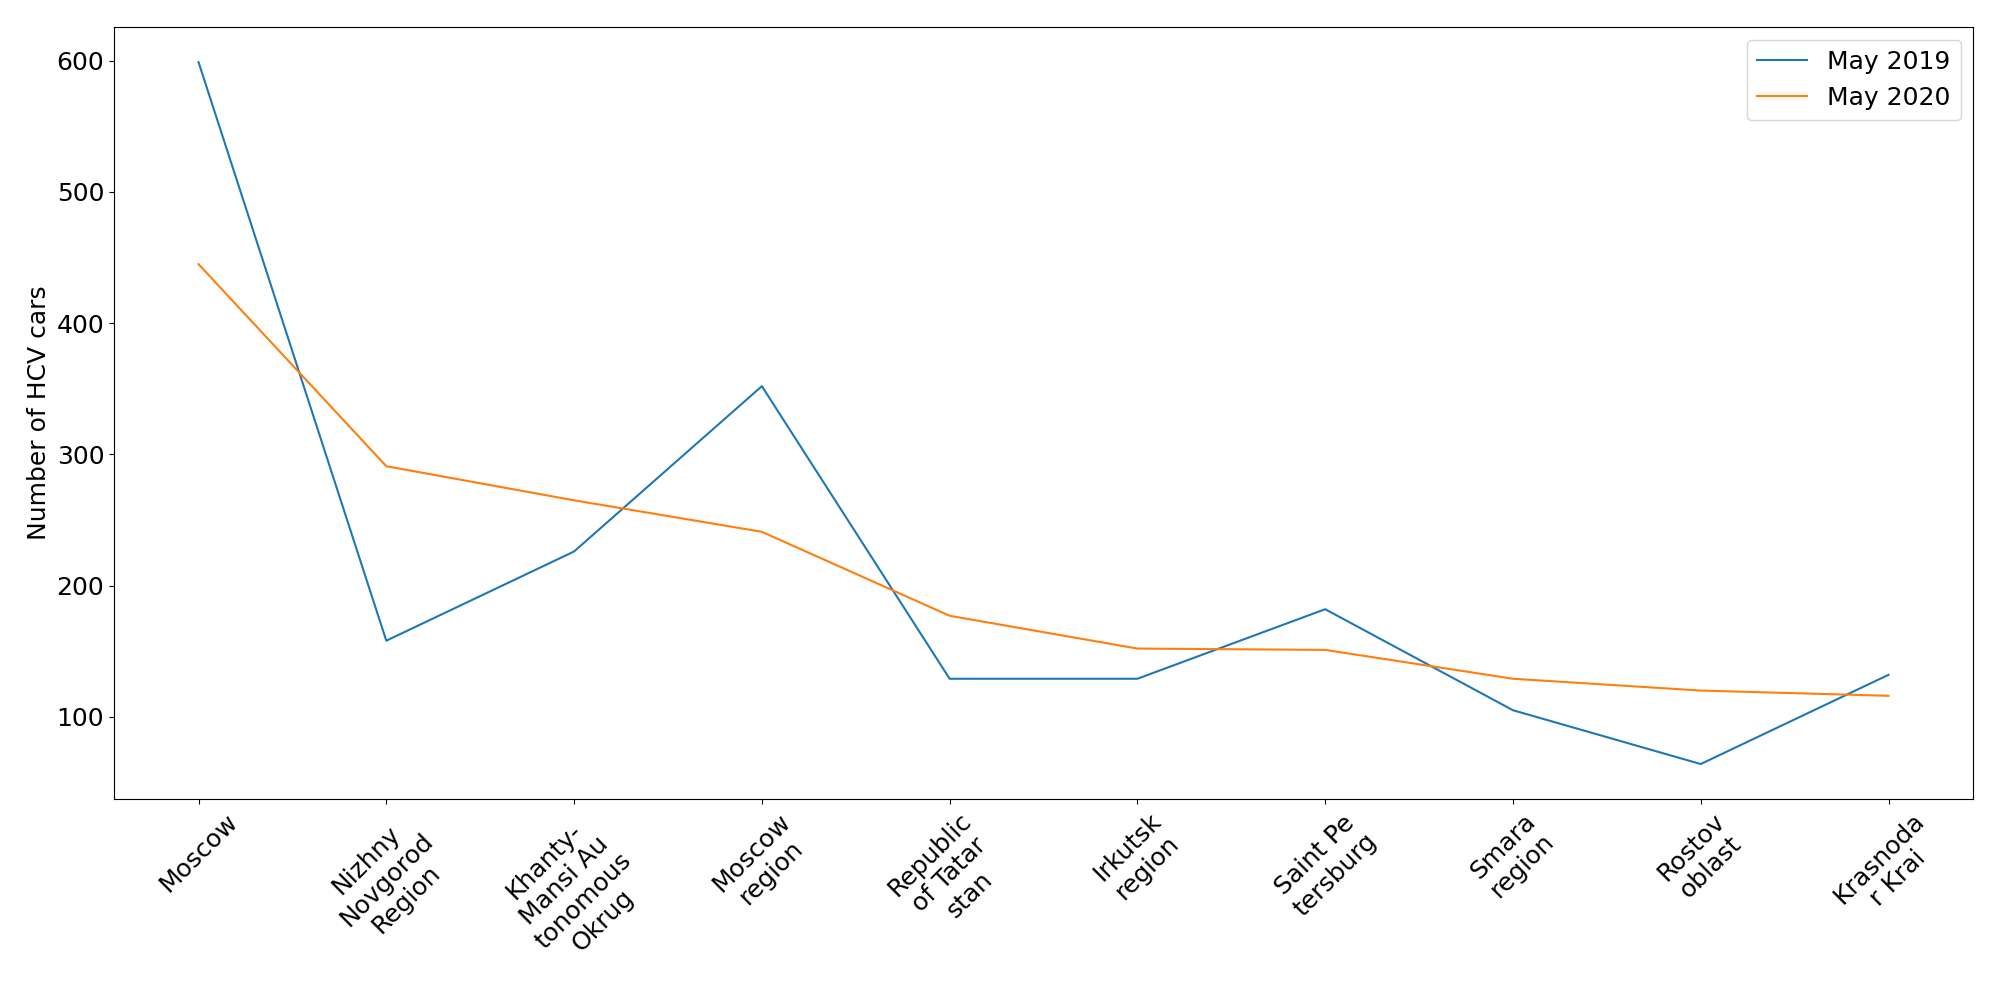 Number of HCV cars
600
500
400
300
200
100
May 2019
May 2020
Moscow
Nizhny
Novgorod
Region
Khanty-
Mansi Au
tonomous
Okrug
Moscow
region
Republic
of Tatar
stan
Irkutsk
region
Saint Pe
tersburg
Smara
region
Rostov
oblast
Krasnoda
r Krai